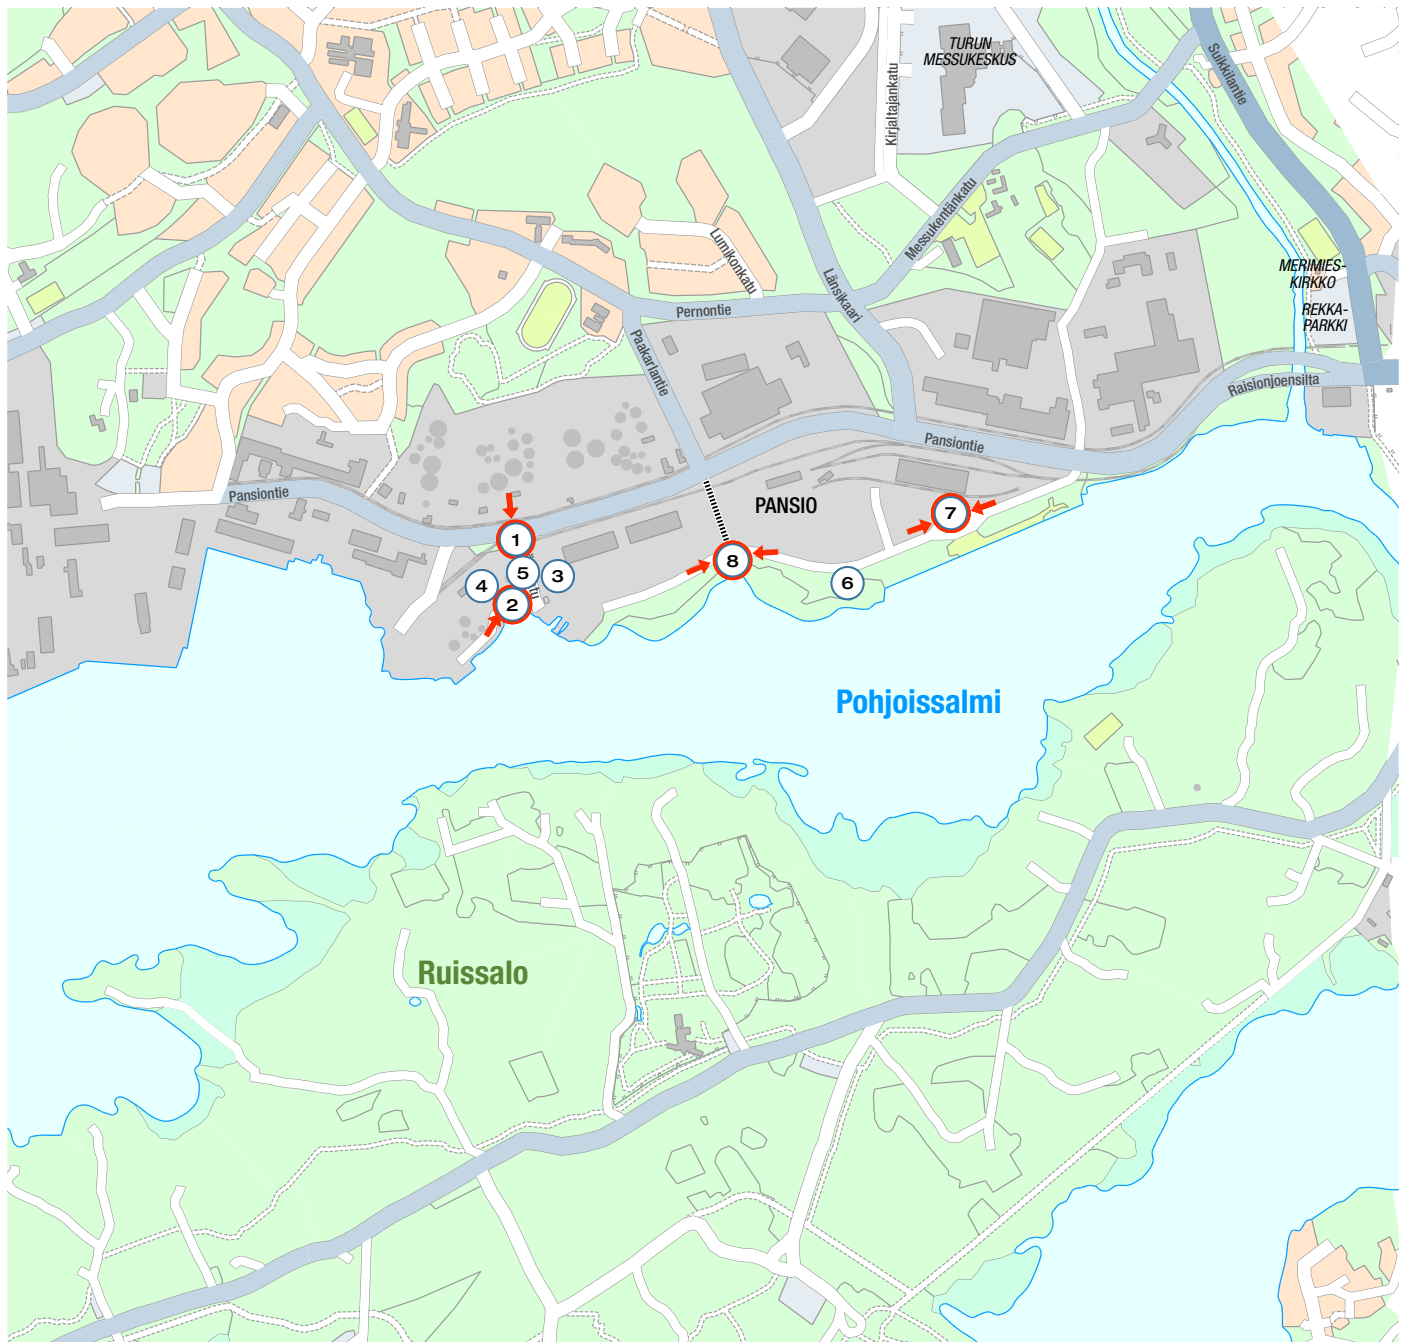 TURUN
MESSUKESKUS
Suikkilantie
Kirjaltajankatu
Messukentänkatu
Lumikonkatu
MERIMIES-
KIRKKO
REKKA-
PARKKI
Länsikaari
Pernontie
Paakarlantie
Raisionjoensilta
Pansiontie
Pansiontie
PANSIO
7
1
8
5
3
4
6
2
tu
Pohjoissalmi
Ruissalo